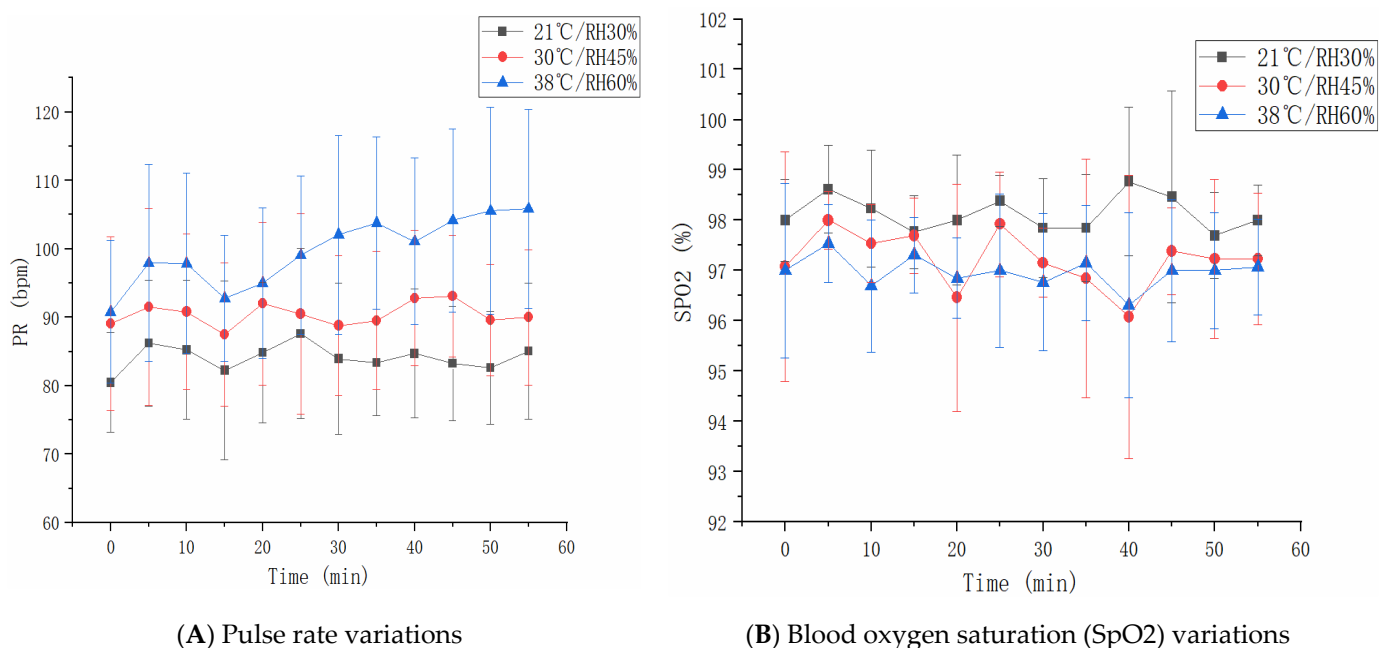 21℃/RH30%
30℃/RH45%
38℃/RH60%
120
110
100
90
80
70
60
PR (bpm)
0 10 20 30 40 50 60
Time (min)
(A) Pulse rate variations
21℃/RH30%
30℃/RH45%
38℃/RH60%
102
101
100
99
98
97
96
95
94
93
92
SPO2 (%)
0 10 20 30 40 50 60
Time (min)
(B) Blood oxygen saturation (SpO2) variations